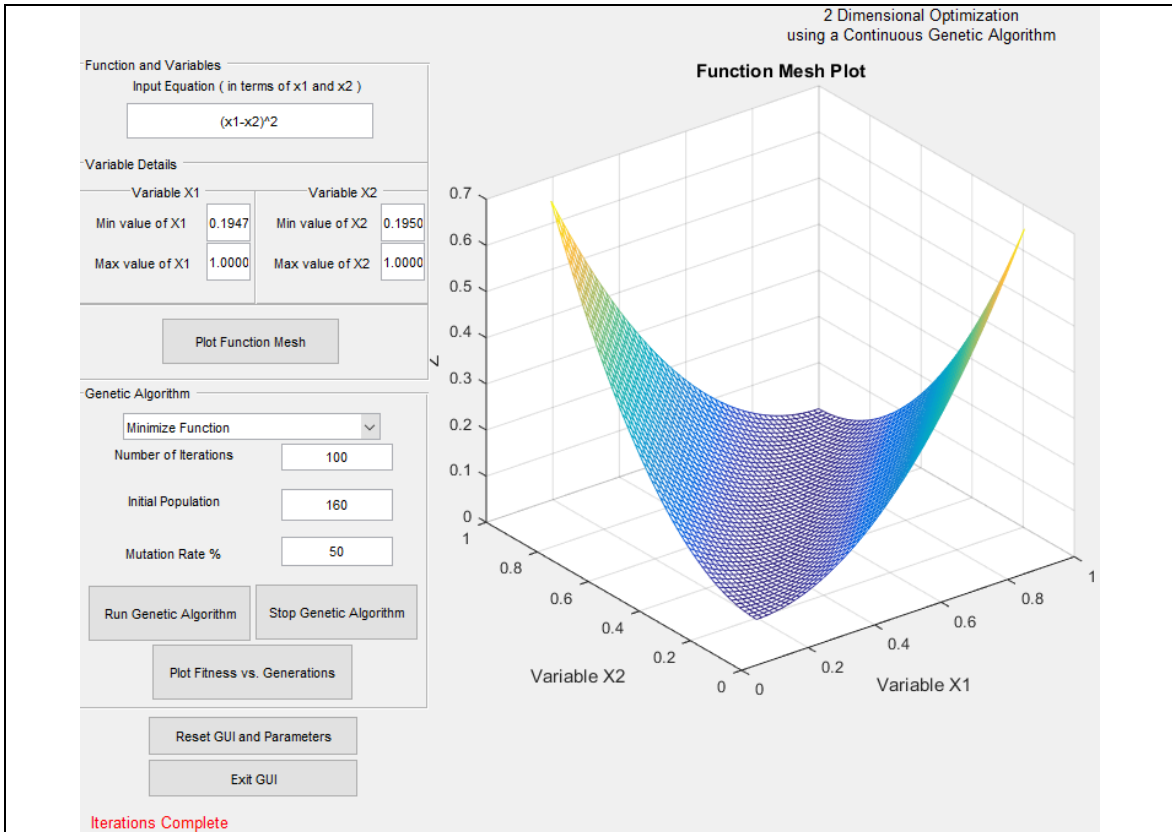 2 Dimensional Optimization
using a Continuous Genetic Algorithm
Function and Variables
Input Equation ( in terms of x1 and x2 )
(x1-x2)^2
Variable Details
Variable X1
Min value of X1 0.1947
Max value of X1 1.0000
Variable X2
Min value of X2 0.1950
Max value of X2 1.0000
Plot Function Mesh
Genetic Algorithm
Minimize Function
Number of Iterations 100
Initial Population 160
Mutation Rate % 50
Run Genetic Algorithm
Stop Genetic Algorithm
Plot Fitness vs. Generations
Reset GUI and Parameters
Exit GUI
Iterations Complete
Function Mesh Plot
0.7
0.6
0.5
0.4
0.3
0.2
0.1
0
1
0.8
0.6
0.4
0.2
0
Variable X2
0
0.2
0.4
0.6
0.8
1
Variable X1